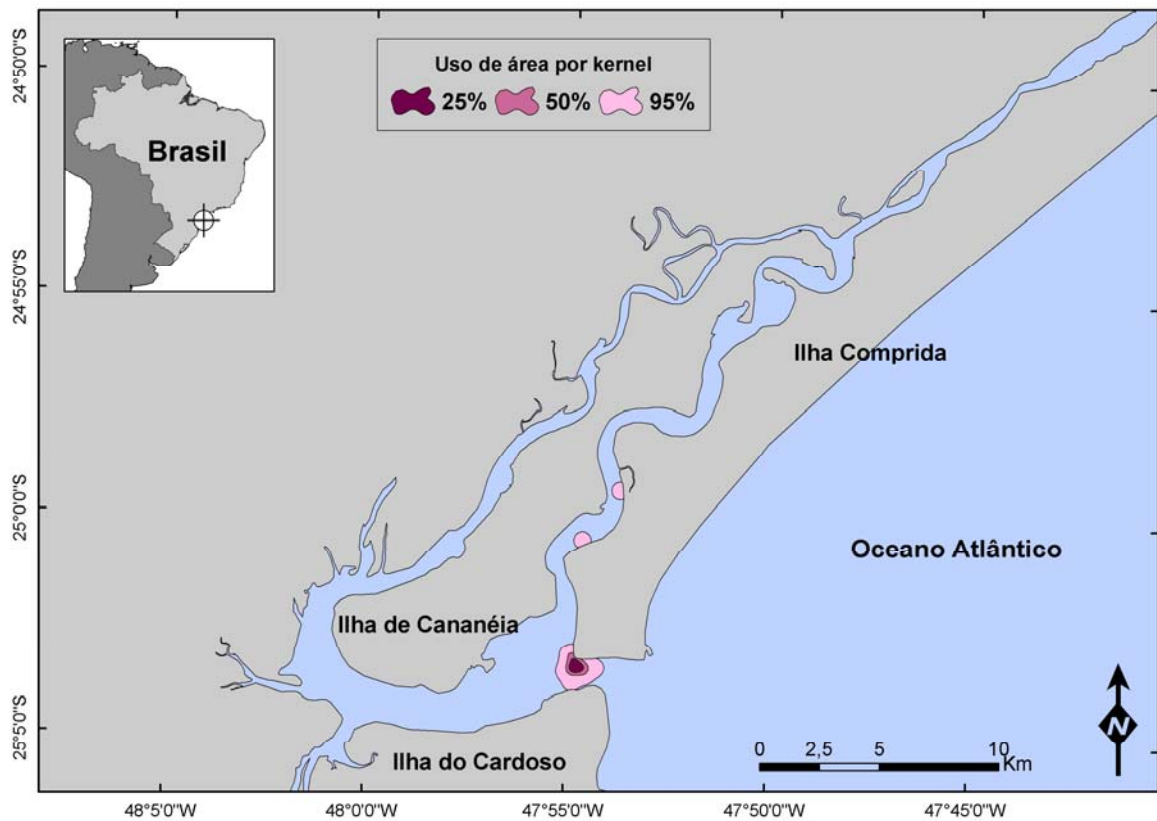 Uso de área por kernel
25% 50% 95%
Brasil
24°50'0"S
24°55'0"S
25°0'0"S
25°5'0"S
Ilha Comprida
Oceano Atlântico
Ilha de Cananéia
Ilha do Cardoso
0 2,5 5 10
Km
N
48°5'0"W 48°0'0"W 47°55'0"W 47°50'0"W 47°45'0"W